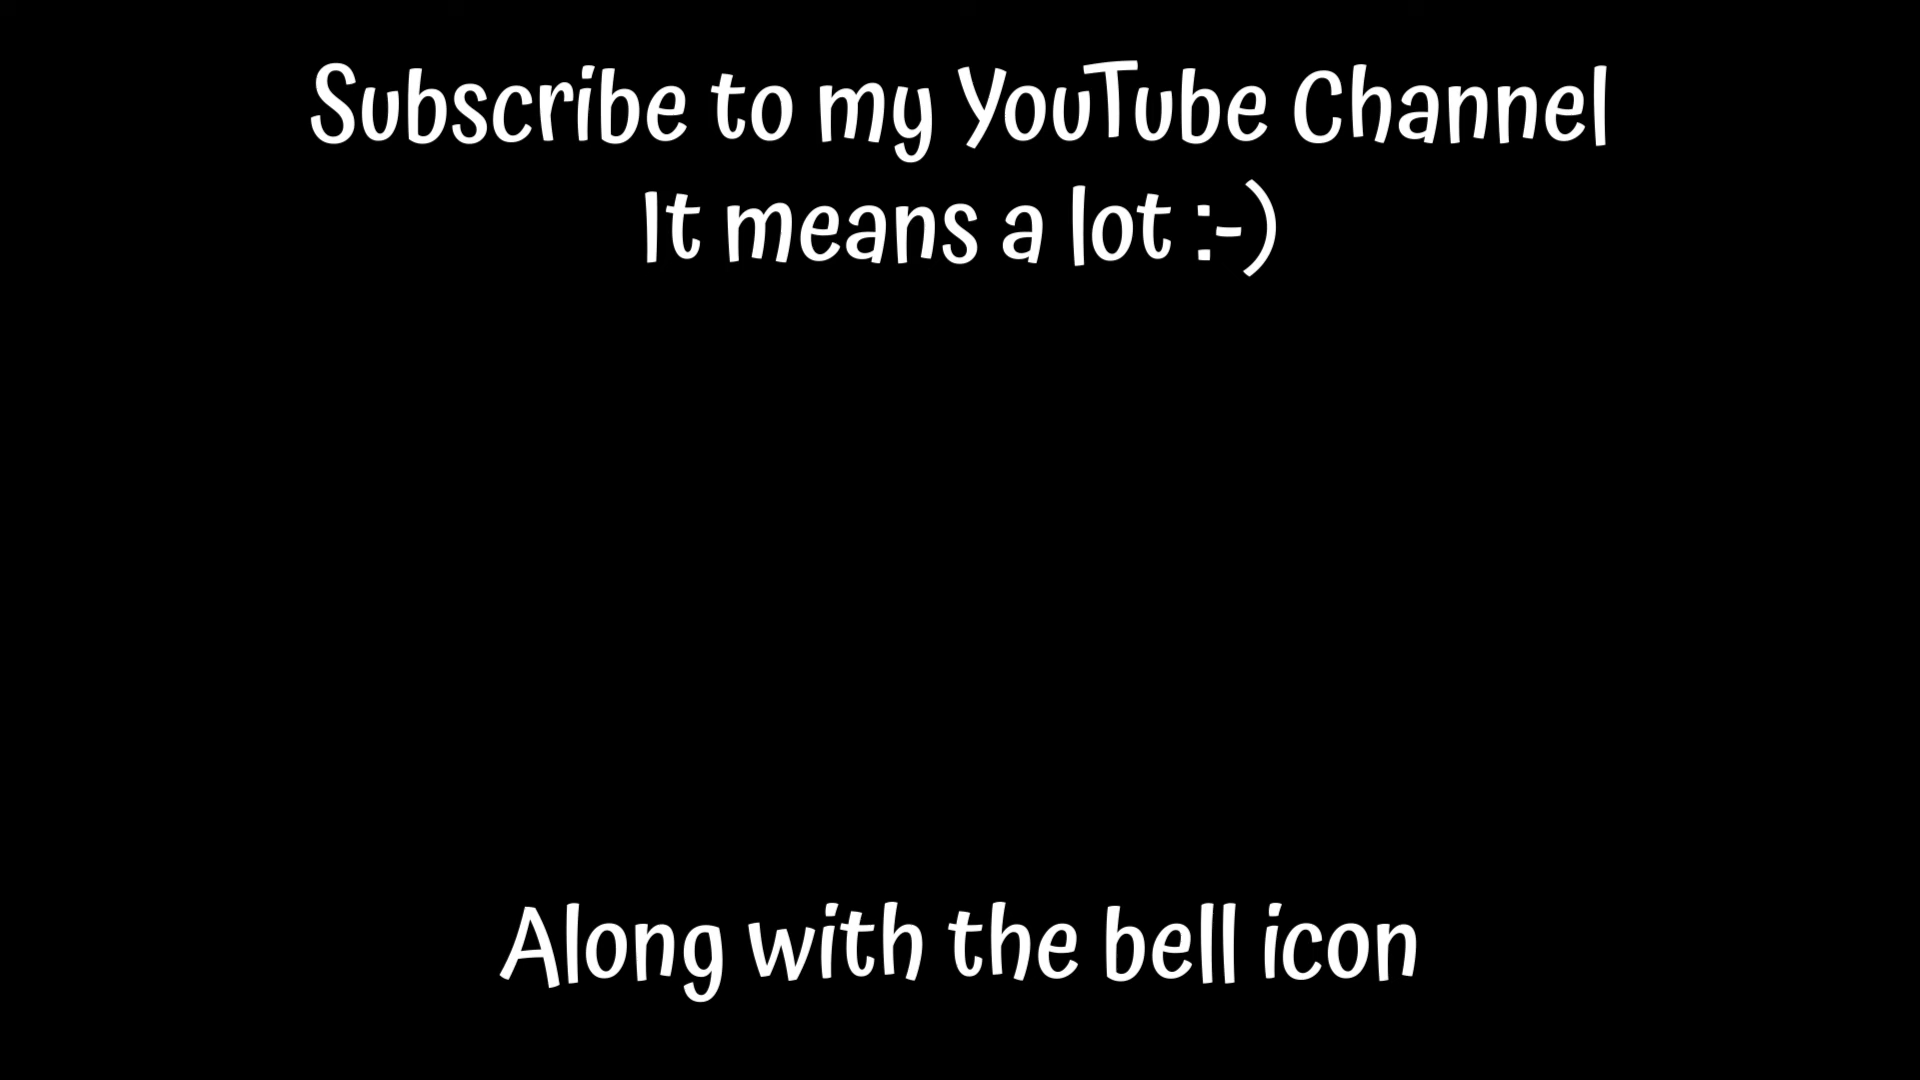 Subscribe to my YouTube Channel
It means a lot :-)
Along with the bell icon